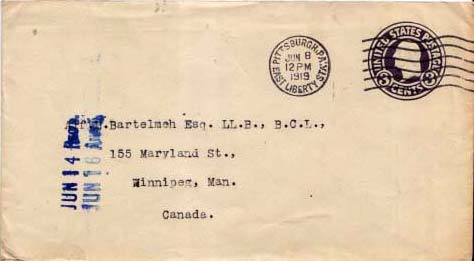 PITTSBURGH, PA.
JUN 8
12 PM
1919
EAST LIBERTY STA.
UNITED STATES POSTAGE
3 CENTS 3
Bartelmeh Esq. LL.B., B.C.L.,
155 Maryland St.,
Winnipeg, Man.
Canada.
JUN 14
JUN 16